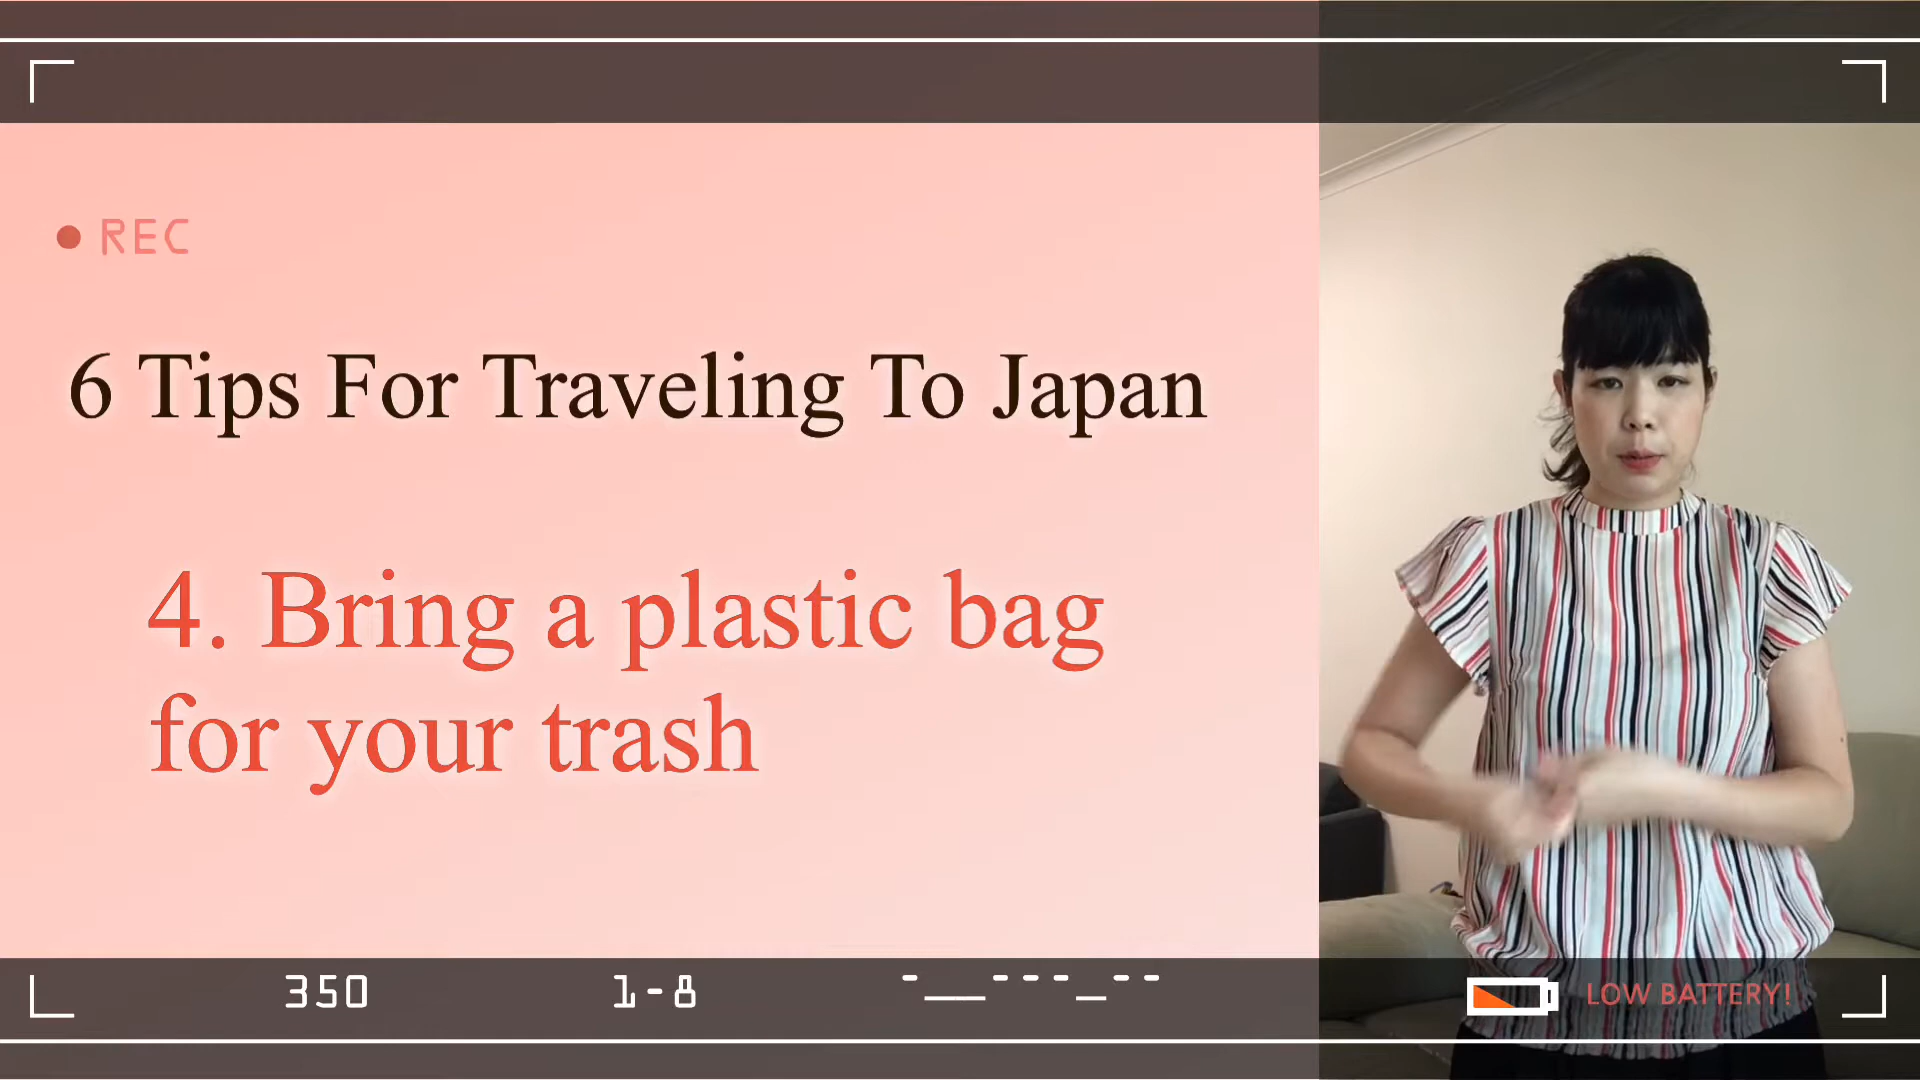 REC
6 Tips For Traveling To Japan
4. Bring a plastic bag
for your trash
350
1-8
LOW BATTERY!